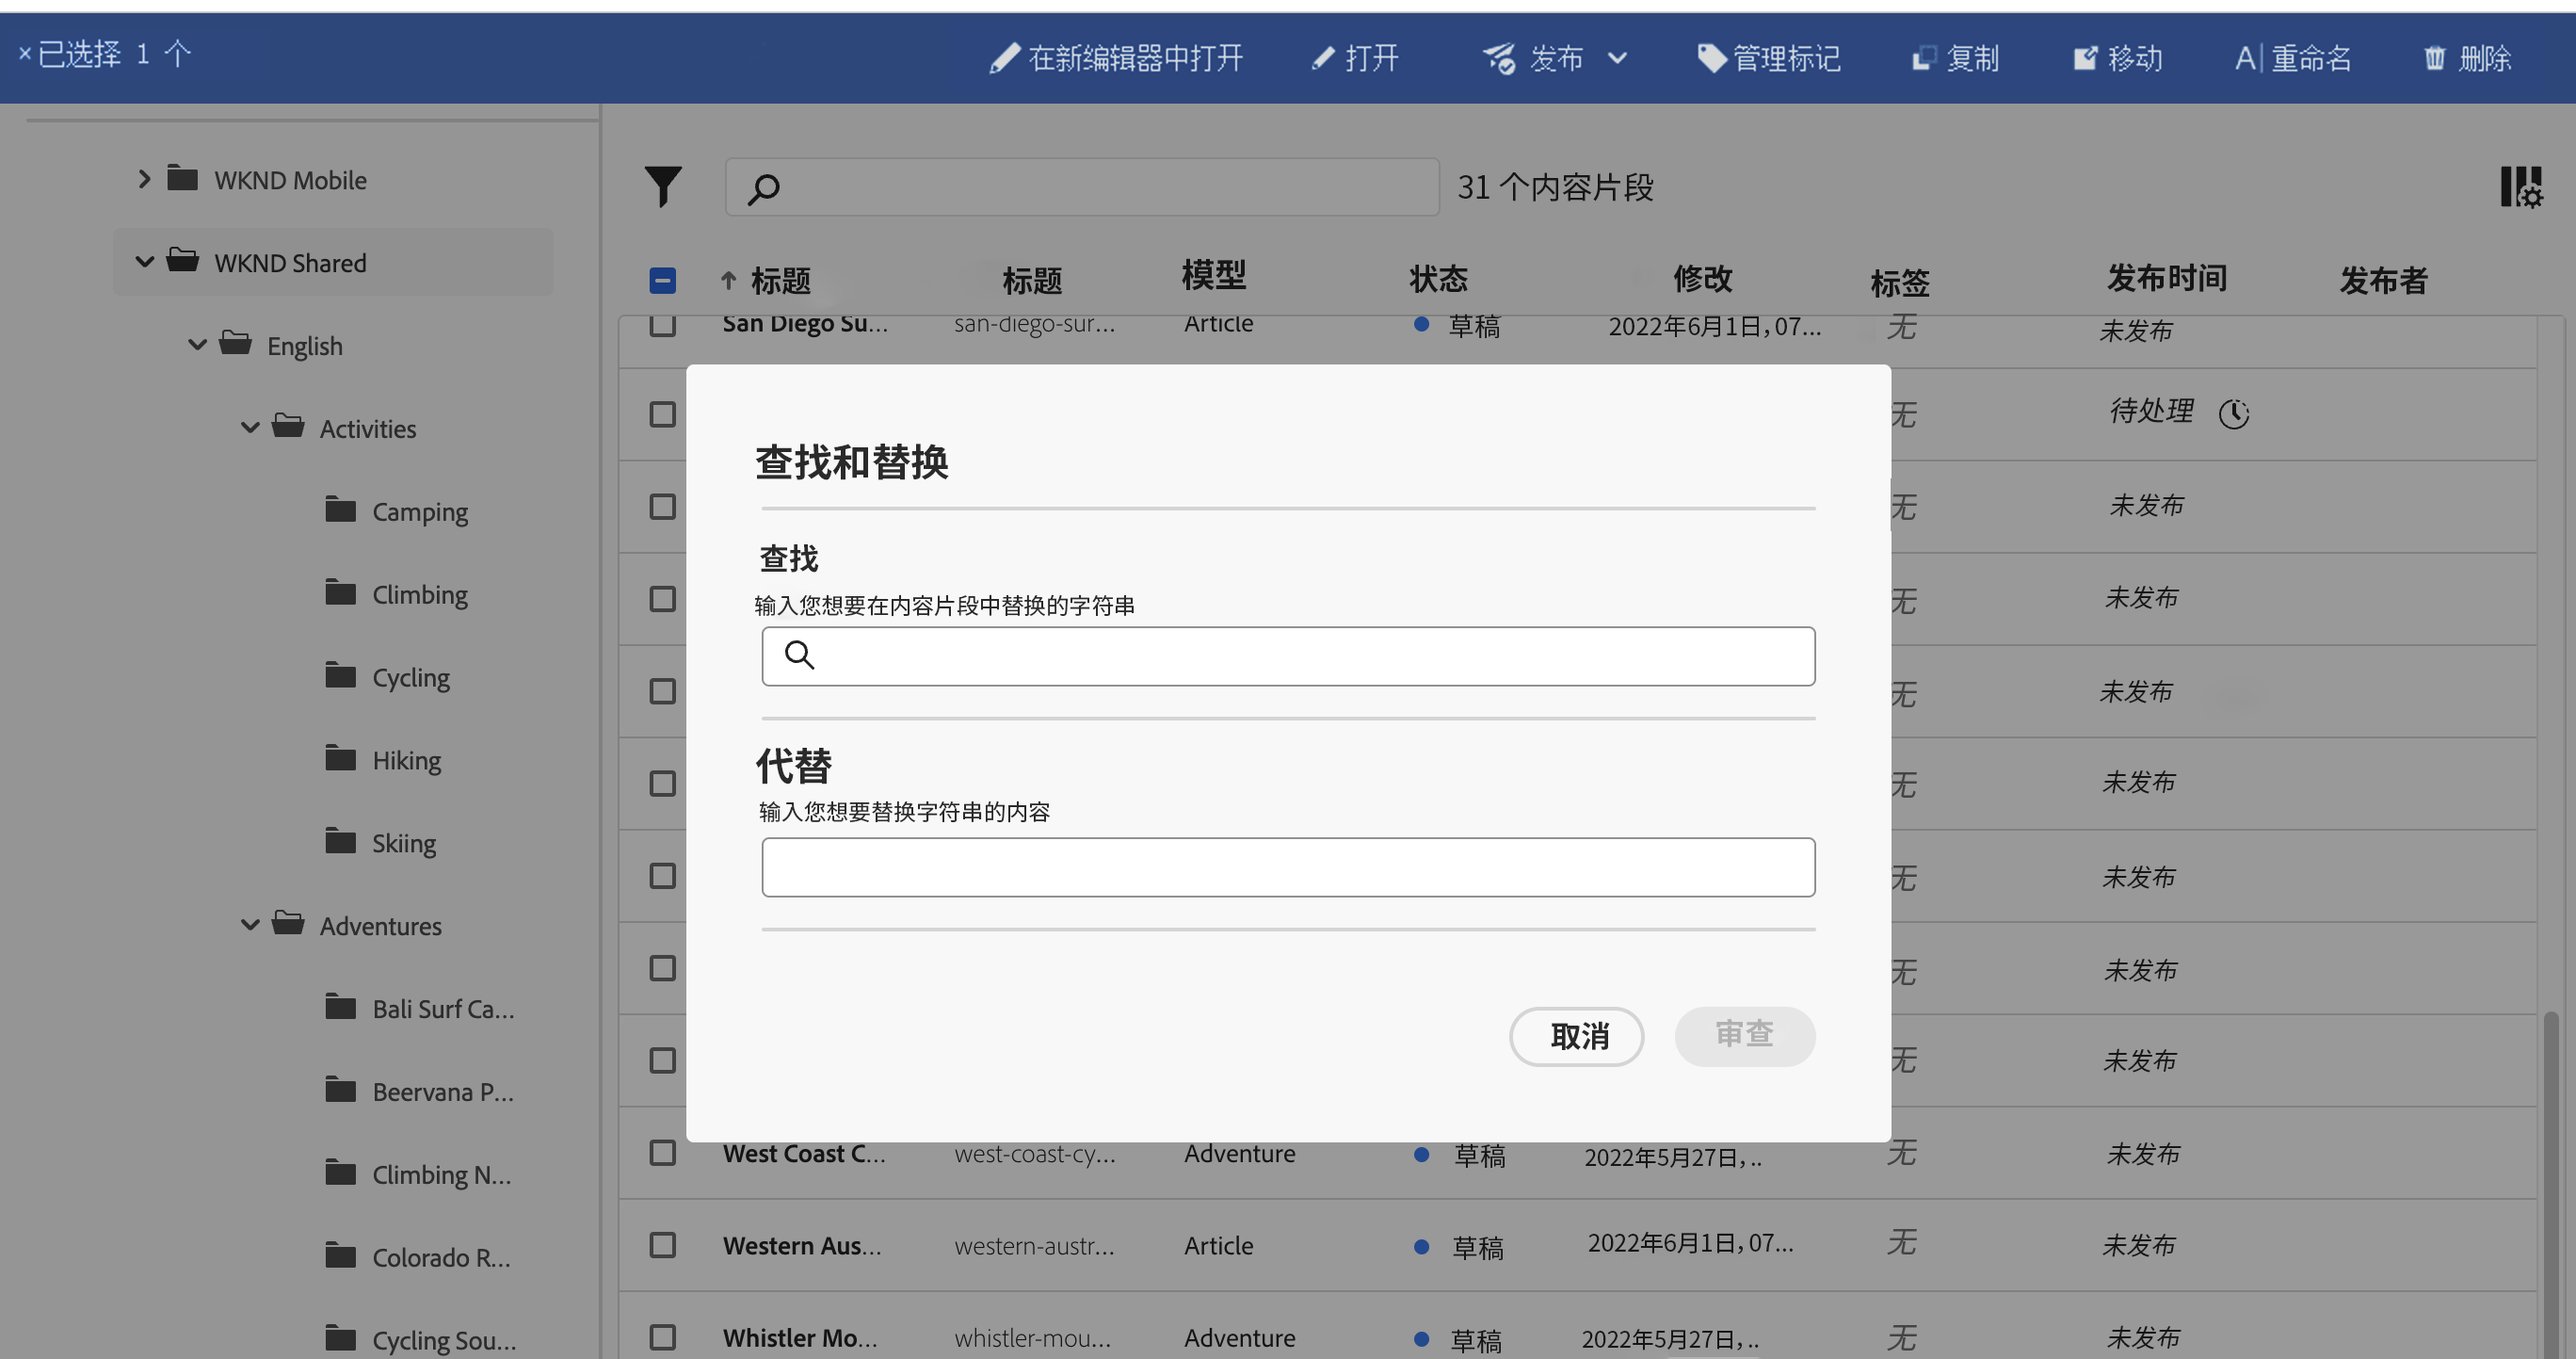 ×已选择 1 个
在新编辑器中打开 打开 发布 管理标记 复制 移动 A|重命名 删除
WKND Mobile
WKND Shared
English
Activities
Camping
Climbing
Cycling
Hiking
Skiing
Adventures
Bali Surf Ca...
Beervana P...
Climbing N...
Colorado R...
Cycling Sou...
31 个内容片段
标题 标题 模型 状态 修改 标签 发布时间 发布者
San Diego Su... san-diego-sur... Article 草稿 2022年6月1日, 07... 无 未发布
无 待处理
无 未发布
无 未发布
无 未发布
无 未发布
无 未发布
无 未发布
无 未发布
查找和替换
查找
输入您想要在内容片段中替换的字符串
代替
输入您想要替换字符串的内容
取消 审查
West Coast C... west-coast-cy... Adventure 草稿 2022年5月27日, .. 无 未发布
Western Aus... western-austr... Article 草稿 2022年6月1日, 07... 无 未发布
Whistler Mo... whistler-mou... Adventure 草稿 2022年5月27日, .. 无 未发布